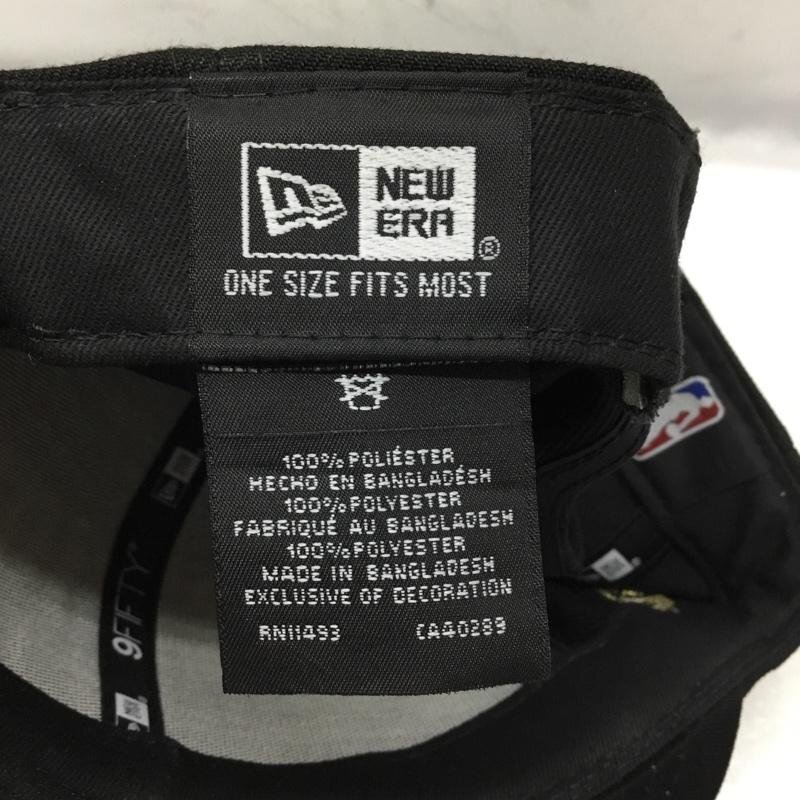 NEW
ERA
®
ONE SIZE FITS MOST
100% POLIÉSTER
HECHO EN BANGLADÉSH
100% POLYESTER
FABRIQUÉ AU BANGLADESH
100% POLYESTER
MADE IN BANGLADESH
EXCLUSIVE OF DECORATION
RN11493 CA40289
9FIFTY